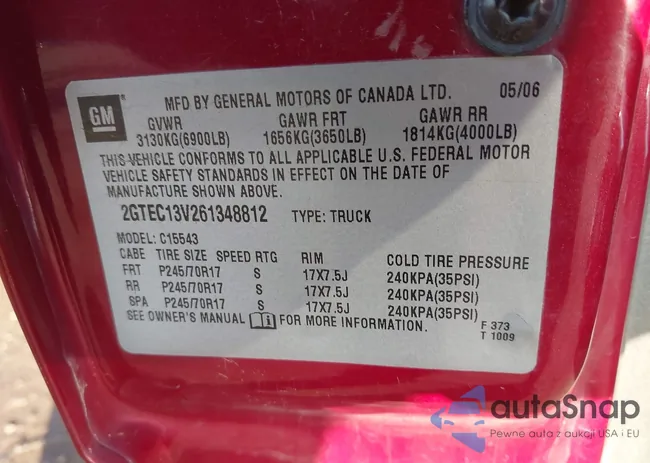 GM
MFD BY GENERAL MOTORS OF CANADA LTD. 05/06
GVWR GAWR FRT GAWR RR
3130KG(6900LB) 1656KG(3650LB) 1814KG(4000LB)
THIS VEHICLE CONFORMS TO ALL APPLICABLE U.S. FEDERAL MOTOR
VEHICLE SAFETY STANDARDS IN EFFECT ON THE DATE OF
MANUFACTURE SHOWN ABOVE.
2GTEC13V261348812 TYPE: TRUCK
MODEL: C15543
CABE TIRE SIZE SPEED RTG RIM COLD TIRE PRESSURE
FRT P245/70R17 S 17X7.5J 240KPA(35PSI)
RR P245/70R17 S 17X7.5J 240KPA(35PSI)
SPA P245/70R17 S 17X7.5J 240KPA(35PSI)
SEE OWNER'S MANUAL FOR MORE INFORMATION.
F 373
T 1009
autaSnap
Pewne auta z aukcji USA i EU